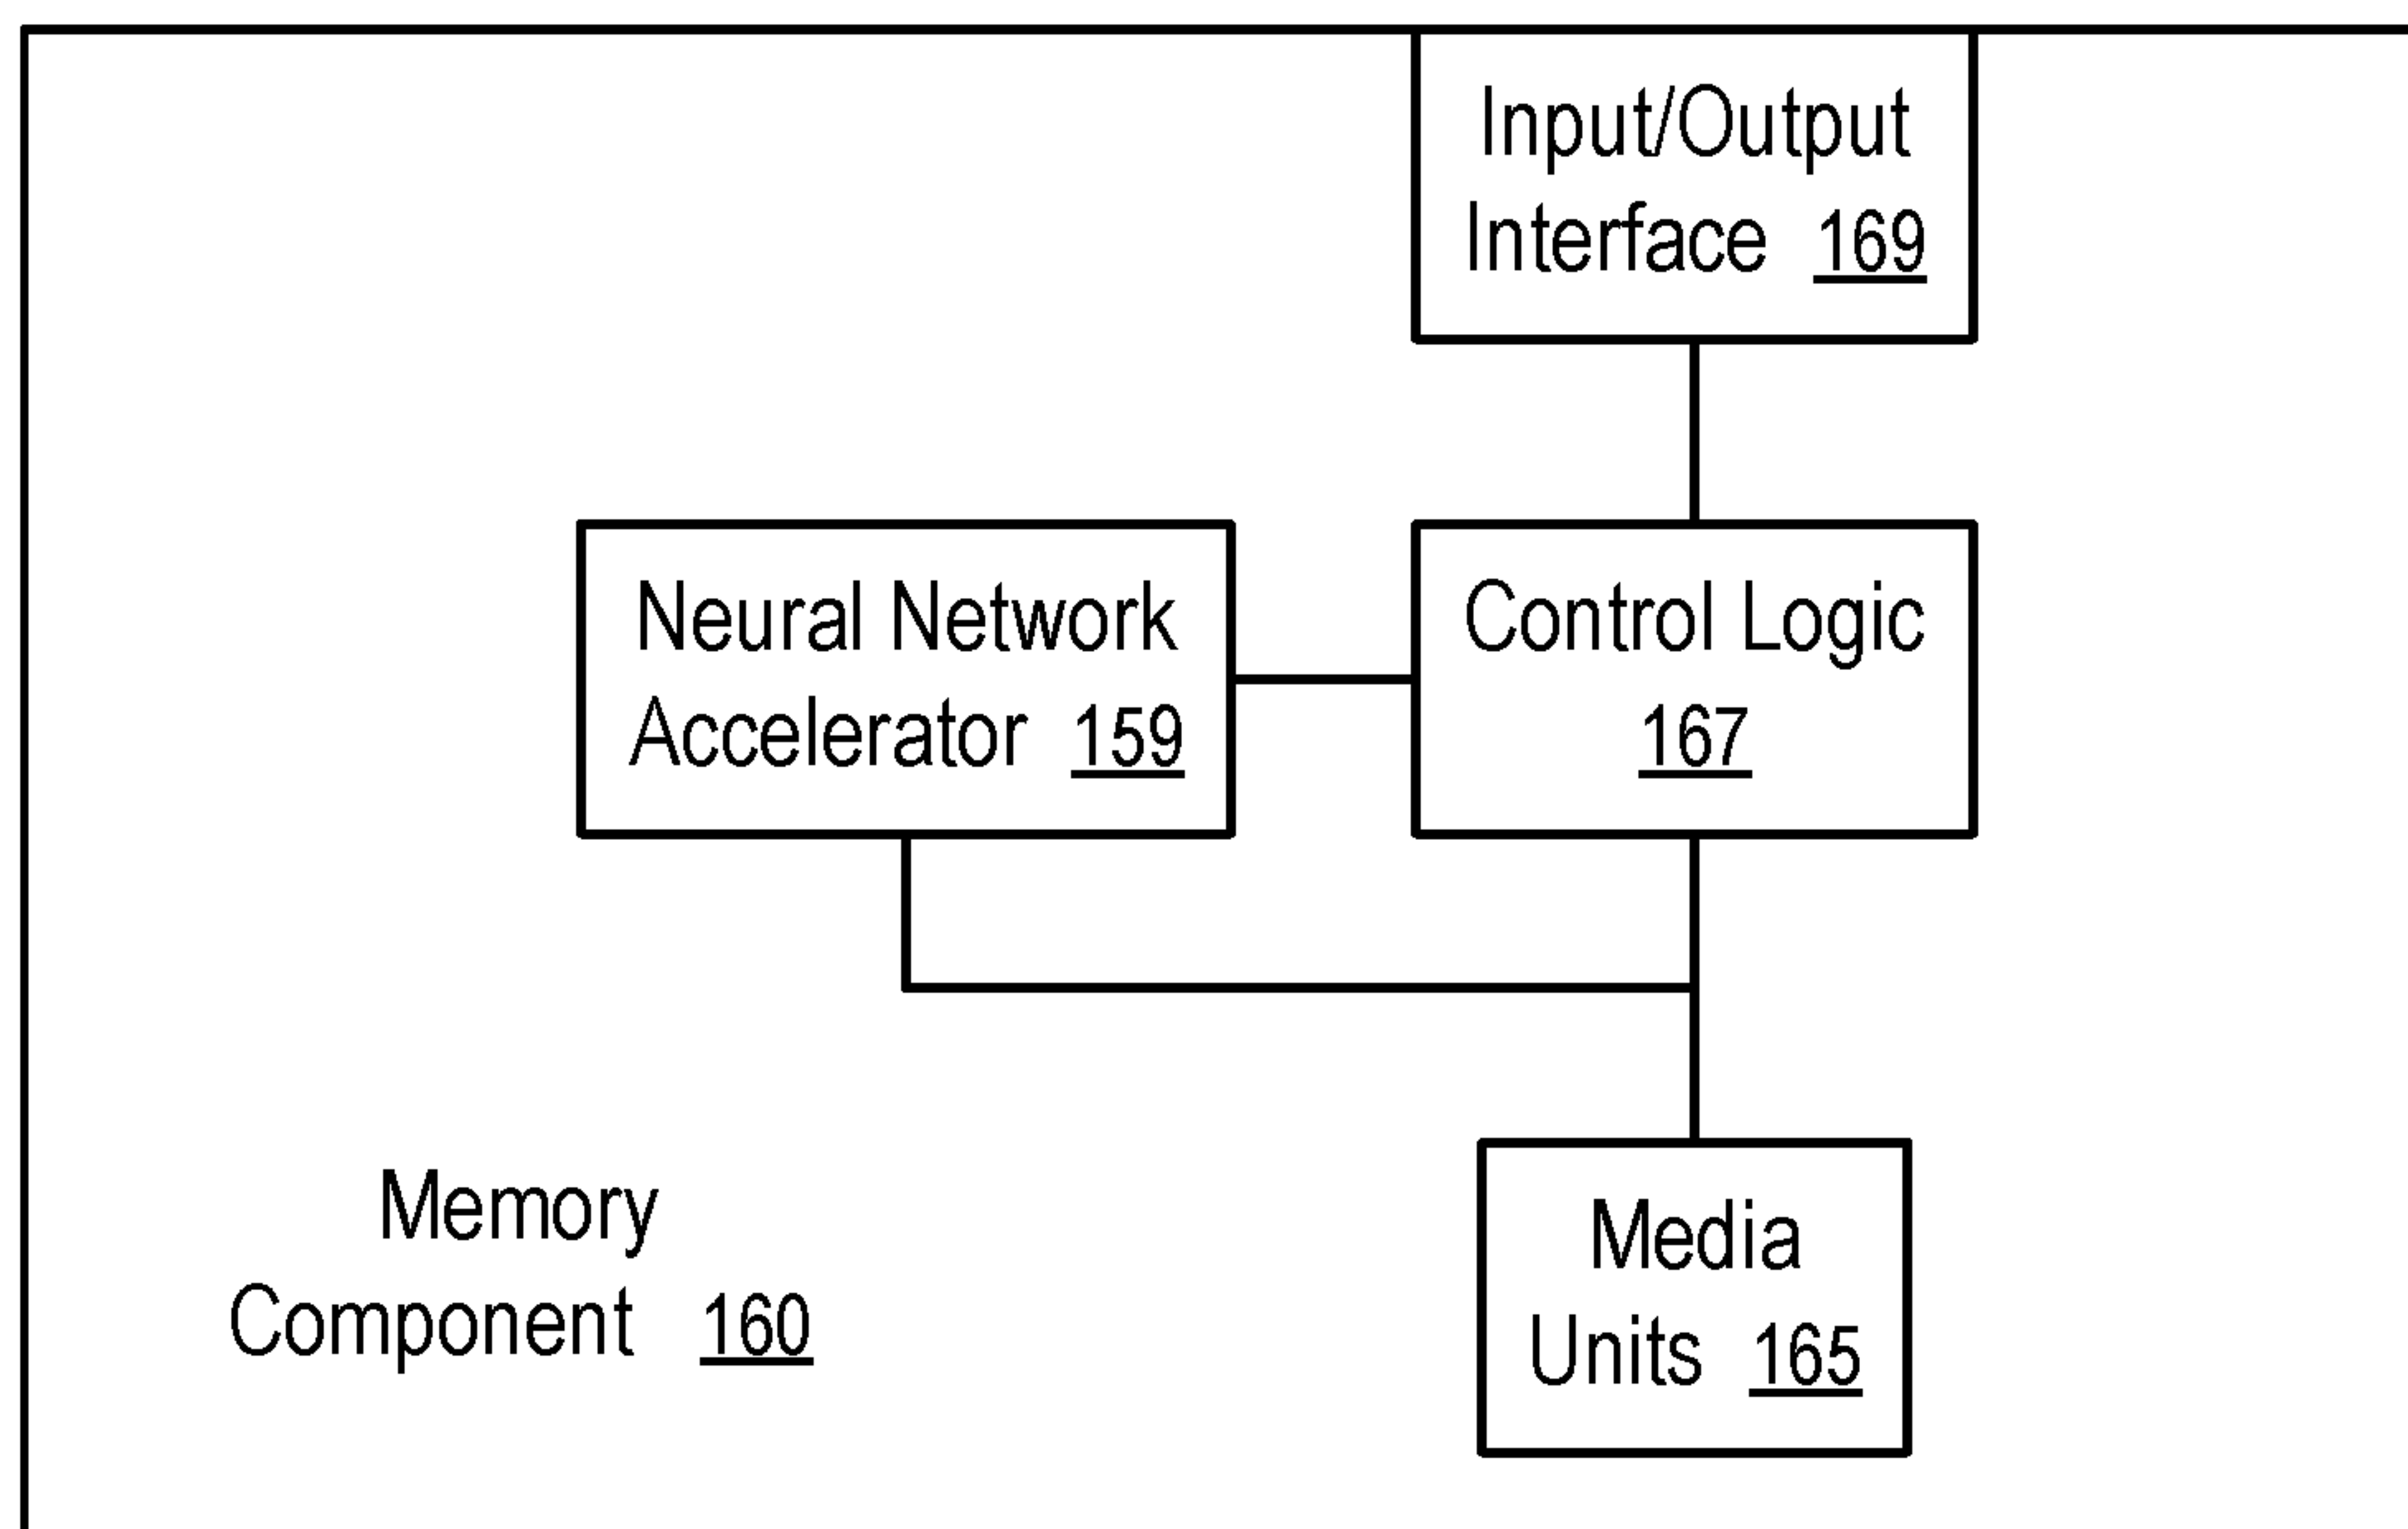 Input/Output
Interface 169
Neural Network
Accelerator 159
Control Logic
167
Memory
Component 160
Media
Units 165